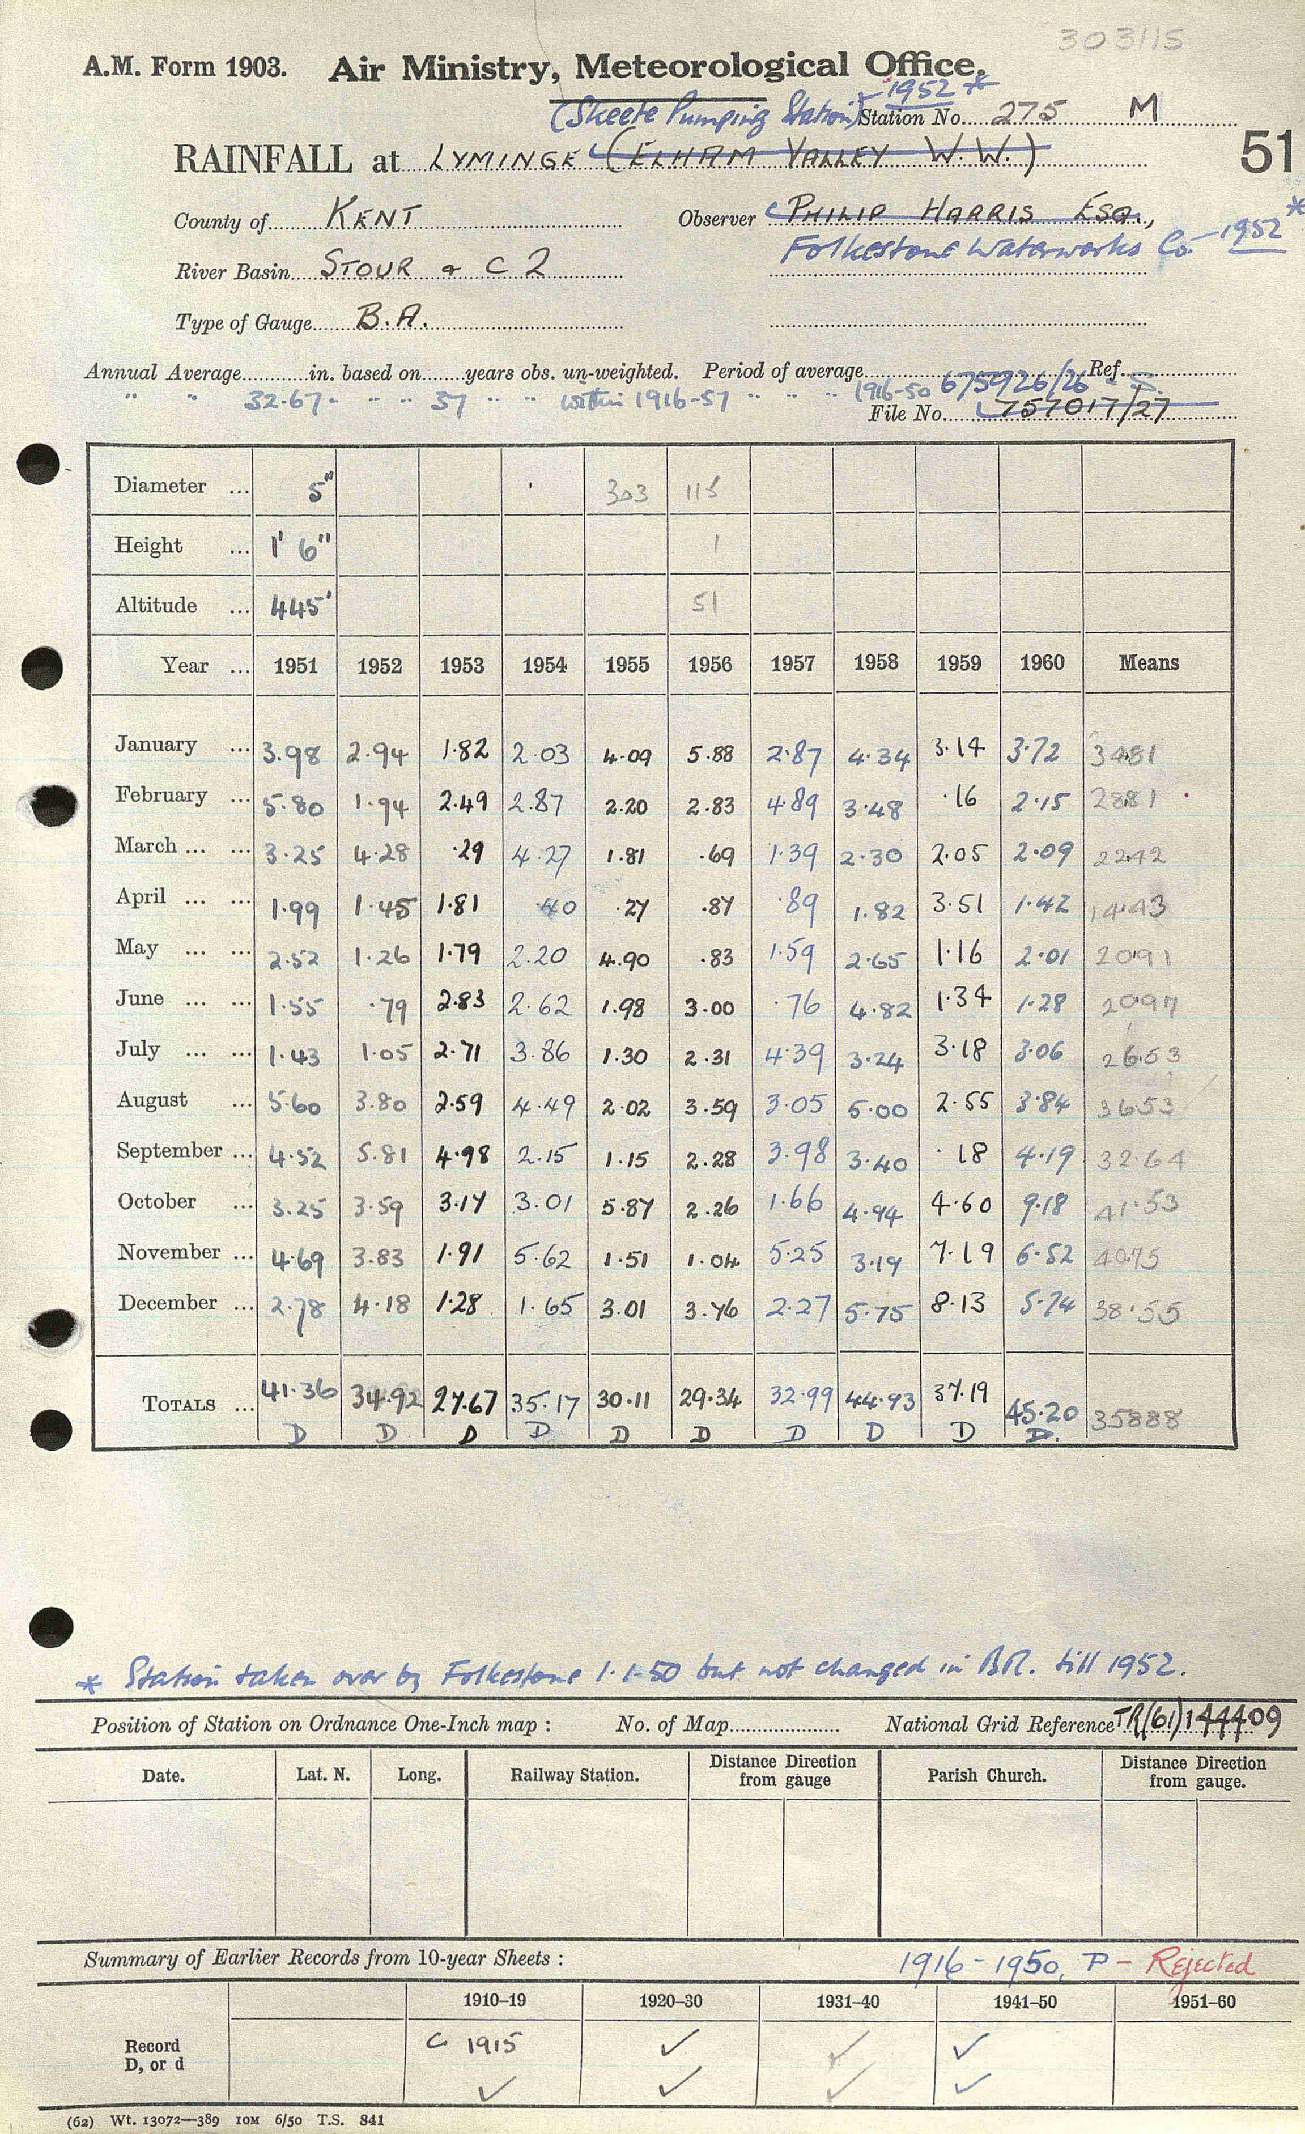 303115
A.M. Form 1903. Air Ministry, Meteorological Office.
(Skeete Pumping Station) 1952 *
Station No. 275 M
51
RAINFALL at LYMINGE (ELHAM VALLEY W.W.)
County of KENT Observer PHILIP HARRIS ESQ.,
Folkestone Waterworks Co 1952 *
River Basin STOUR & C2
Type of Gauge B.A.
Annual Average in. based on years obs. un-weighted. Period of average Ref.
" " 32.67 " " " 37 " " within 1916-57 " " " 1916-50 675926/26
File No. 757017/27
Diameter ... 5" 303 115
Height ... 1' 6" 1
Altitude ... 445' 51
Year ... 1951 1952 1953 1954 1955 1956 1957 1958 1959 1960 Means
January ... 3.98 2.94 1.82 2.03 4.09 5.88 2.87 4.34 3.14 3.72 3481
February ... 5.80 1.94 2.49 2.87 2.20 2.83 4.89 3.48 .16 2.15 2881
March ... ... 3.25 4.28 .29 4.27 1.81 .69 1.39 2.30 2.05 2.09 2242
April ... ... 1.99 1.45 1.81 .40 .27 .87 .89 1.82 3.51 1.42 1443
May ... ... 2.52 1.26 1.79 2.20 4.90 .83 1.59 2.65 1.16 2.01 2091
June ... ... 1.55 .79 2.83 2.62 1.98 3.00 .76 4.82 1.34 1.28 2097
July ... ... 1.43 1.05 2.71 3.86 1.30 2.31 4.39 3.24 3.18 3.06 2653
August ... 5.60 3.80 2.59 4.49 2.02 3.59 3.05 5.00 2.55 3.84 3653
September ... 4.52 5.81 4.98 2.15 1.15 2.28 3.98 3.40 .18 4.19 32.64
October ... 3.25 3.59 3.17 3.01 5.87 2.26 1.66 4.94 4.60 9.18 41.53
November ... 4.69 3.83 1.91 5.62 1.51 1.04 5.25 3.19 7.19 6.52 4075
December ... 2.78 4.18 1.28 1.65 3.01 3.76 2.27 5.75 8.13 5.74 38.55
TOTALS ... 41.36 34.92 27.67 35.17 30.11 29.34 32.99 44.93 37.19 45.20 35888
D D D D D D D D D D.
* Station taken over by Folkestone 1.1.50 but not changed in BR. till 1952.
Position of Station on Ordnance One-Inch map : No. of Map National Grid Reference TR(61)144409
Date. Lat. N. Long. Railway Station. Distance Direction from gauge Parish Church. Distance Direction from gauge.
Summary of Earlier Records from 10-year Sheets : 1916-1950, P - Rejected
1910–19 1920–30 1931–40 1941–50 1951–60
Record D, or d C 1915 ✓ ✓ ✓
✓ ✓ ✓ ✓
(62) Wt. 13072—389 10M 6/50 T.S. 841